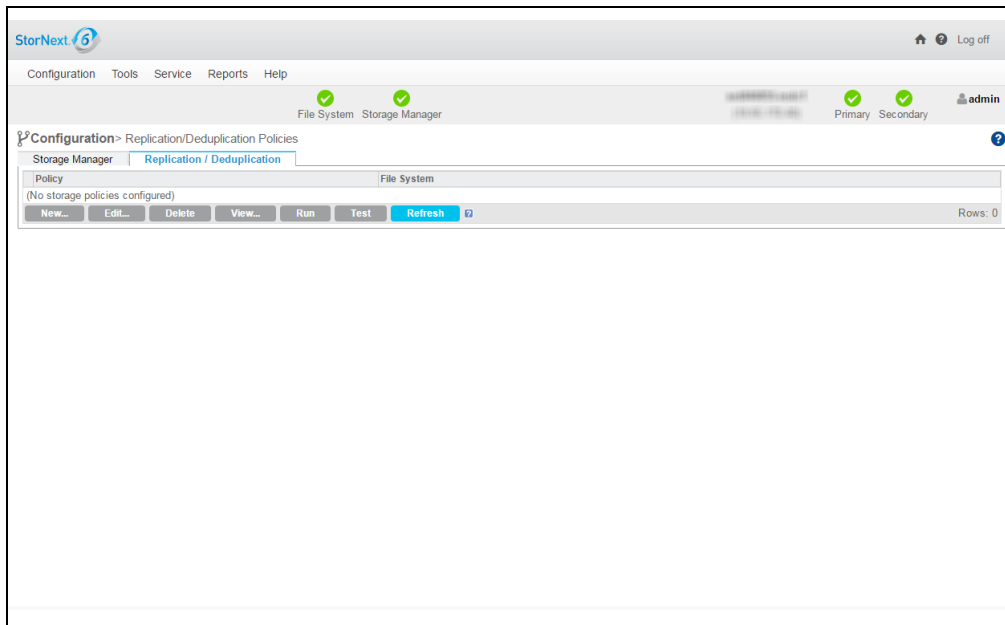 StorNext 6
Log off
Configuration Tools Service Reports Help
File System Storage Manager Primary Secondary admin
Configuration> Replication/Deduplication Policies
Storage Manager Replication / Deduplication
Policy File System
(No storage policies configured)
New... Edit... Delete View... Run Test Refresh Rows: 0